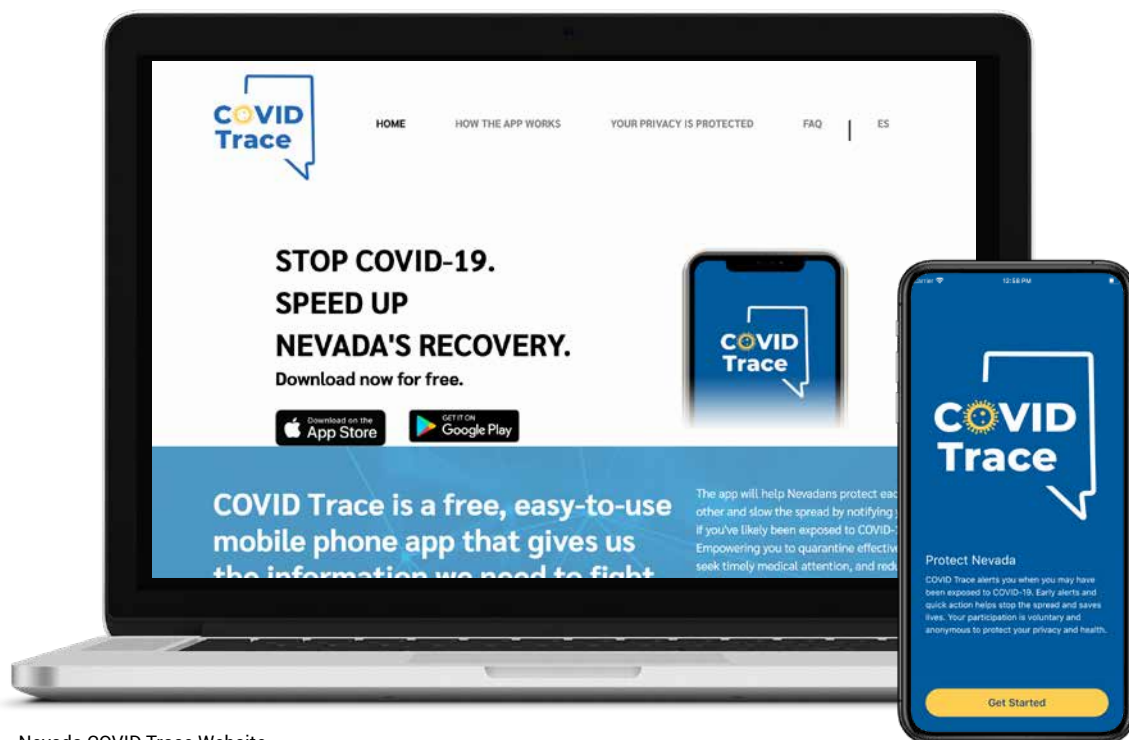 COVID
Trace
HOME
HOW THE APP WORKS
YOUR PRIVACY IS PROTECTED
FAQ
|
ES
STOP COVID-19.
SPEED UP
NEVADA'S RECOVERY.
Download now for free.
Download on the
App Store
GET IT ON
Google Play
COVID
Trace
COVID Trace is a free, easy-to-use
mobile phone app that gives us
the information we need to fight
The app will help Nevadans protect
other and slow the spread by notifying
if you've likely been exposed to
Empowering you to quarantine
seek timely medical attention, and
12:58 PM
COVID
Trace
Protect Nevada
COVID Trace alerts you when you may have
been exposed to COVID-19. Early alerts and
quick action helps stop the spread and saves
lives. Your participation is voluntary and
anonymous to protect your privacy and health.
Get Started
Nevada COVID Trace Website